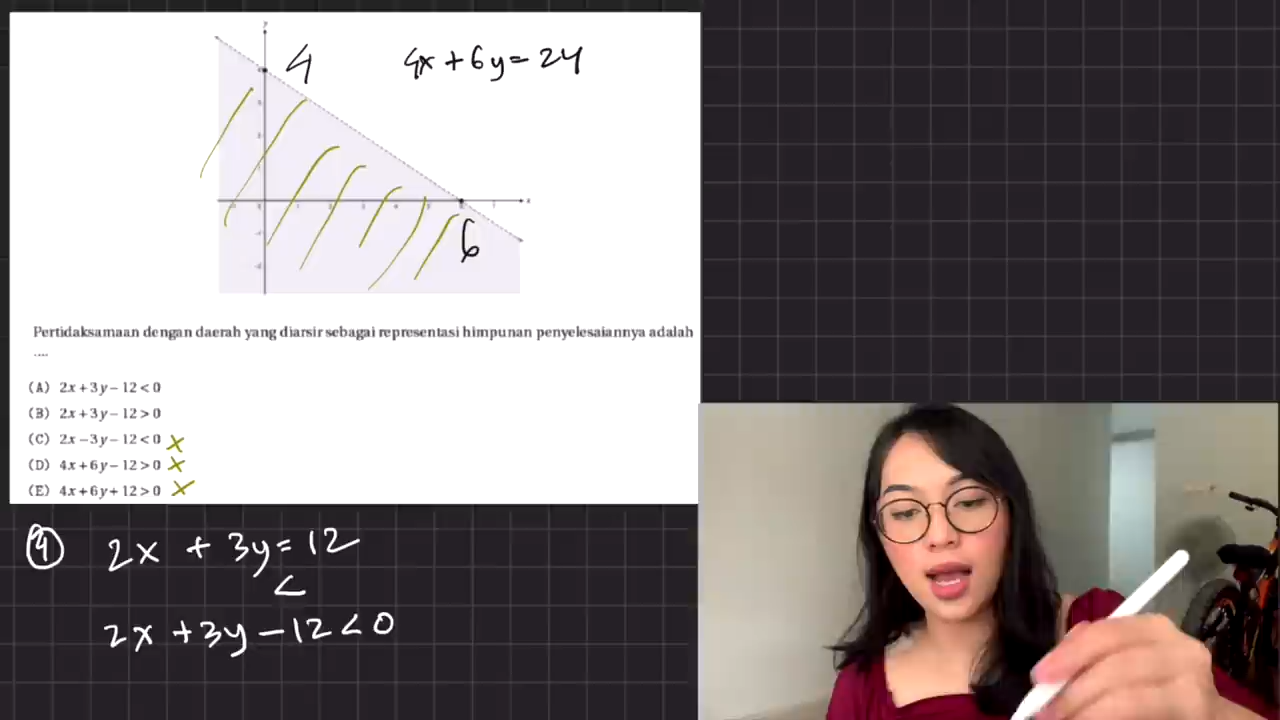 4
4x + 6y = 24
6
Pertidaksamaan dengan daerah yang diarsir sebagai representasi himpunan penyelesaiannya adalah
....
(A) 2x + 3y – 12 < 0
(B) 2x + 3y – 12 > 0
(C) 2x – 3y – 12 < 0 ×
(D) 4x + 6y – 12 > 0 ×
(E) 4x + 6y + 12 > 0 ×
④ 2x + 3y = 12
<
2x + 3y – 12 < 0